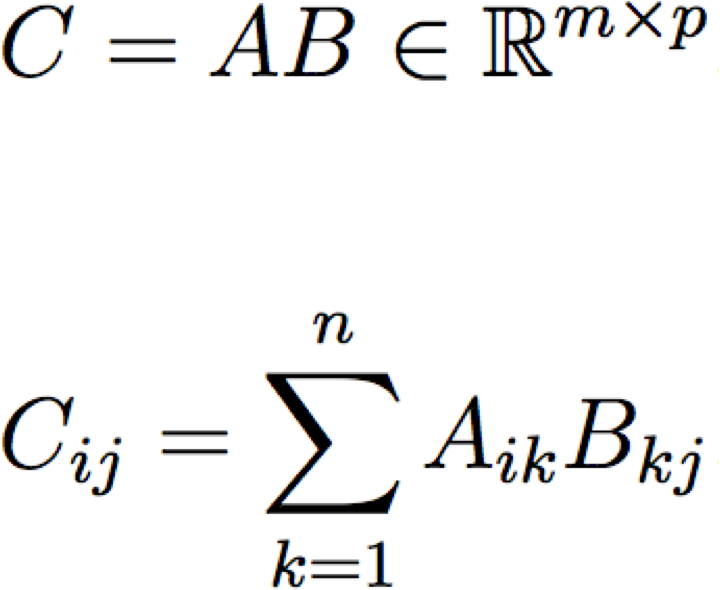 C = AB ∈ ℝ^{m×p}
C_{ij} = \sum_{k=1}^{n} A_{ik} B_{kj}